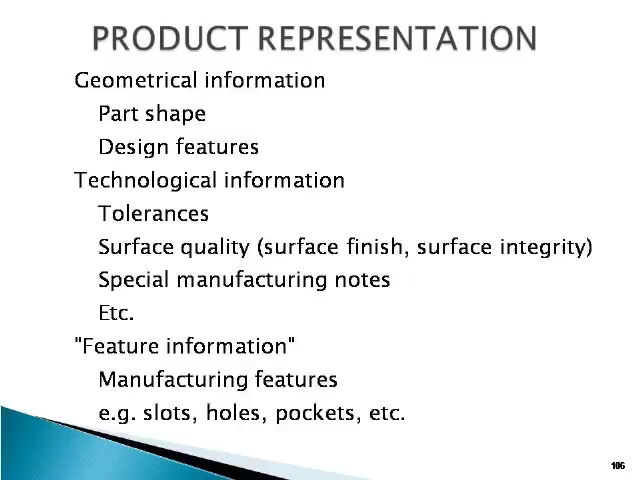 PRODUCT REPRESENTATION
Geometrical information
Part shape
Design features
Technological information
Tolerances
Surface quality (surface finish, surface integrity)
Special manufacturing notes
Etc.
"Feature information"
Manufacturing features
e.g. slots, holes, pockets, etc.
106